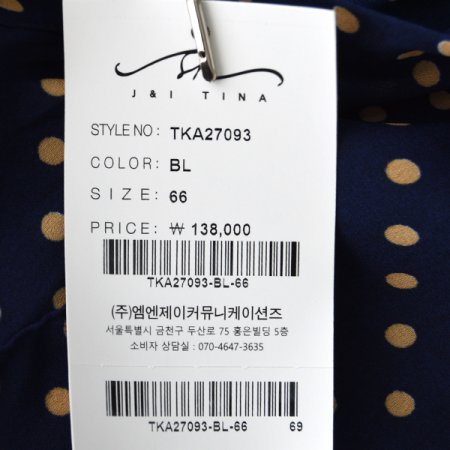 J & I TINA
STYLE NO : TKA27093
COLOR: BL
SIZE: 66
PRICE: ₩ 138,000
TKA27093-BL-66
(주)엠엔제이커뮤니케이션즈
서울특별시 금천구 두산로 75 홍은빌딩 5층
소비자 상담실 : 070-4647-3635
TKA27093-BL-66 69